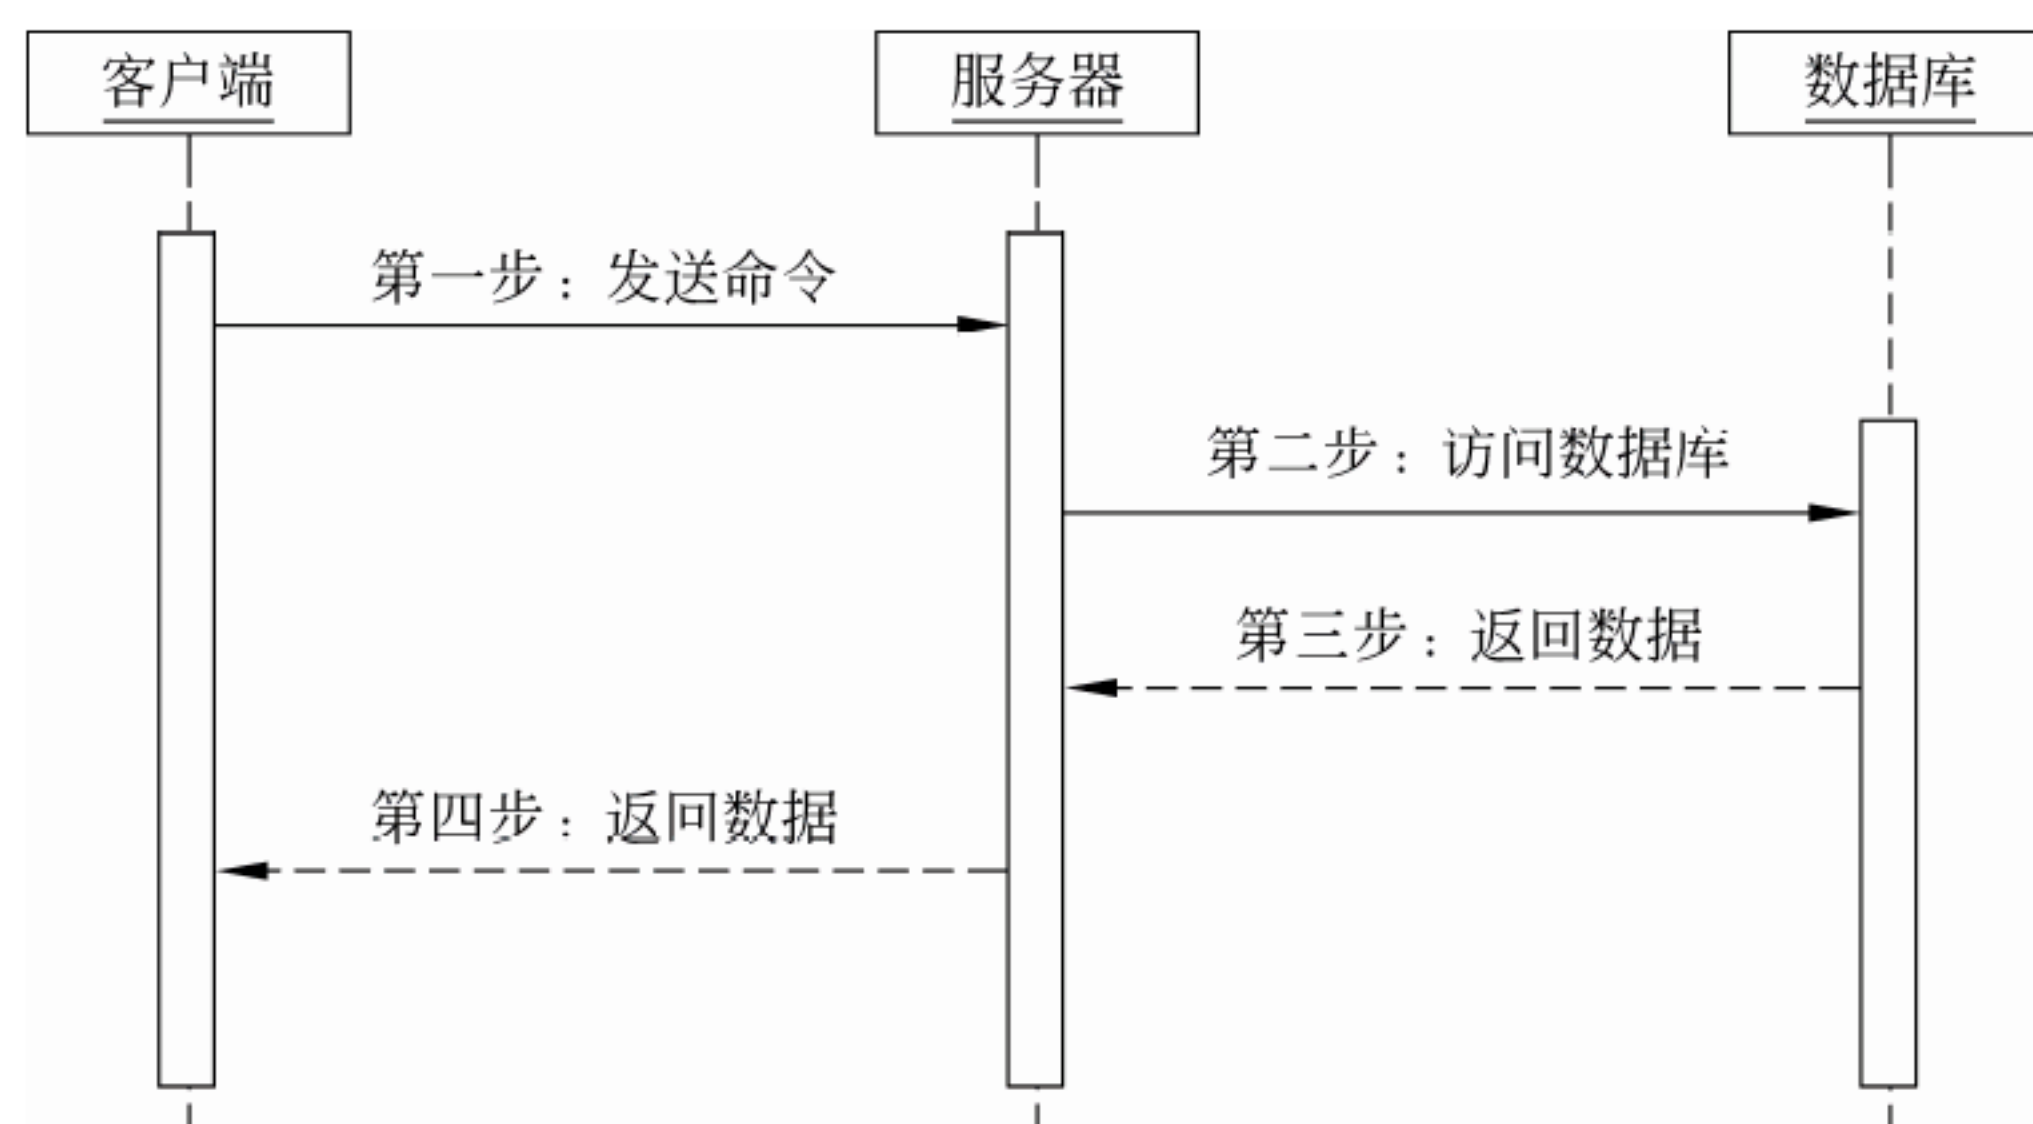 客户端
服务器
数据库
第一步：发送命令
第二步：访问数据库
第三步：返回数据
第四步：返回数据